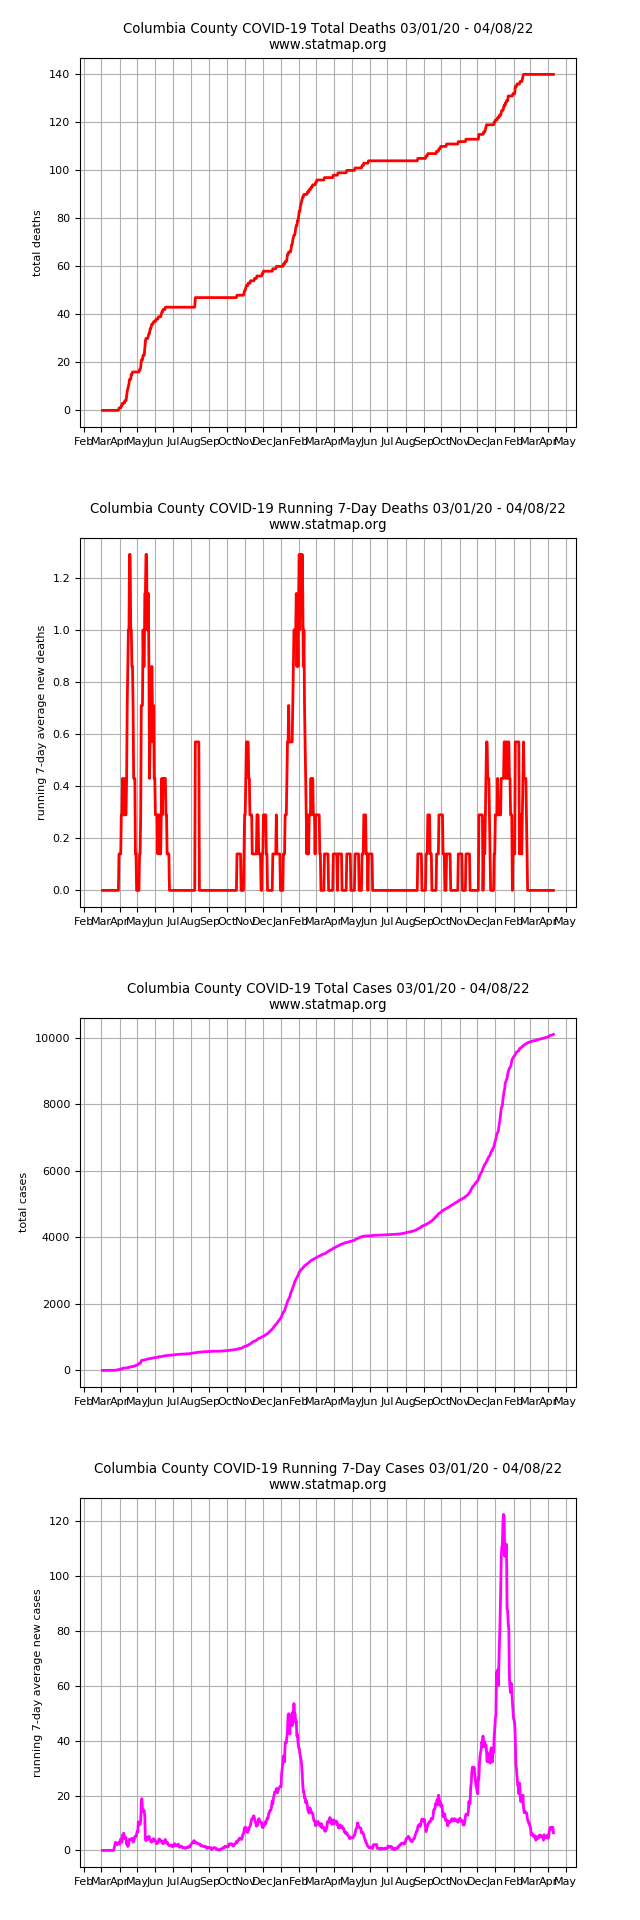 Columbia County COVID-19 Total Deaths 03/01/20 - 04/08/22
www.statmap.org
140
120
100
80
60
40
20
0
total deaths
Feb Mar Apr May Jun Jul Aug Sep Oct Nov Dec Jan Feb Mar Apr May Jun Jul Aug Sep Oct Nov Dec Jan Feb Mar Apr May
Columbia County COVID-19 Running 7-Day Deaths 03/01/20 - 04/08/22
www.statmap.org
1.2
1.0
0.8
0.6
0.4
0.2
0.0
running 7-day average new deaths
Feb Mar Apr May Jun Jul Aug Sep Oct Nov Dec Jan Feb Mar Apr May Jun Jul Aug Sep Oct Nov Dec Jan Feb Mar Apr May
Columbia County COVID-19 Total Cases 03/01/20 - 04/08/22
www.statmap.org
10000
8000
6000
4000
2000
0
total cases
Feb Mar Apr May Jun Jul Aug Sep Oct Nov Dec Jan Feb Mar Apr May Jun Jul Aug Sep Oct Nov Dec Jan Feb Mar Apr May
Columbia County COVID-19 Running 7-Day Cases 03/01/20 - 04/08/22
www.statmap.org
120
100
80
60
40
20
0
running 7-day average new cases
Feb Mar Apr May Jun Jul Aug Sep Oct Nov Dec Jan Feb Mar Apr May Jun Jul Aug Sep Oct Nov Dec Jan Feb Mar Apr May